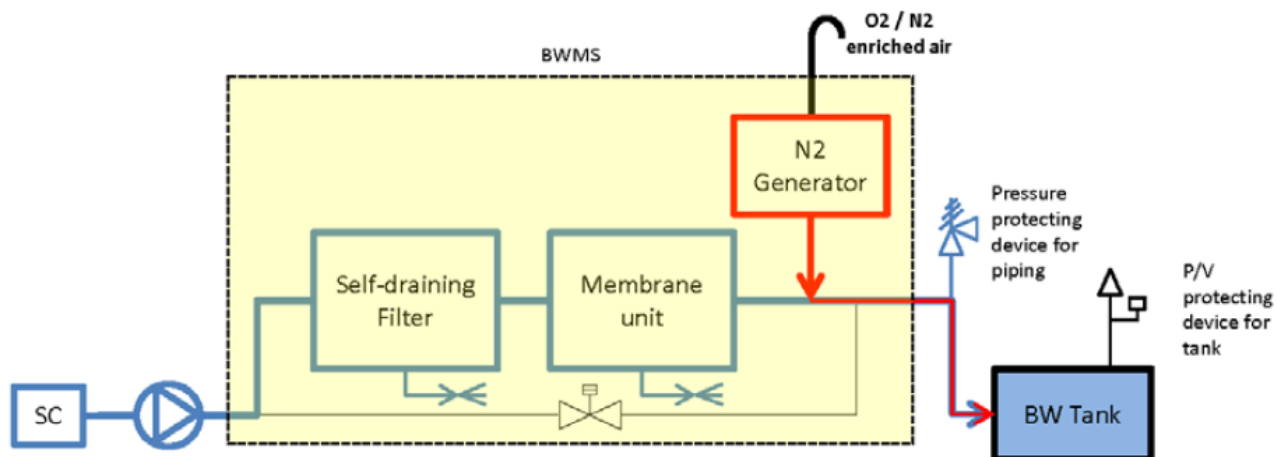 O2 / N2
enriched air
BWMS
N2
Generator
Pressure
protecting
device for
piping
P/V
protecting
device for
tank
Self-draining
Filter
Membrane
unit
SC
BW Tank